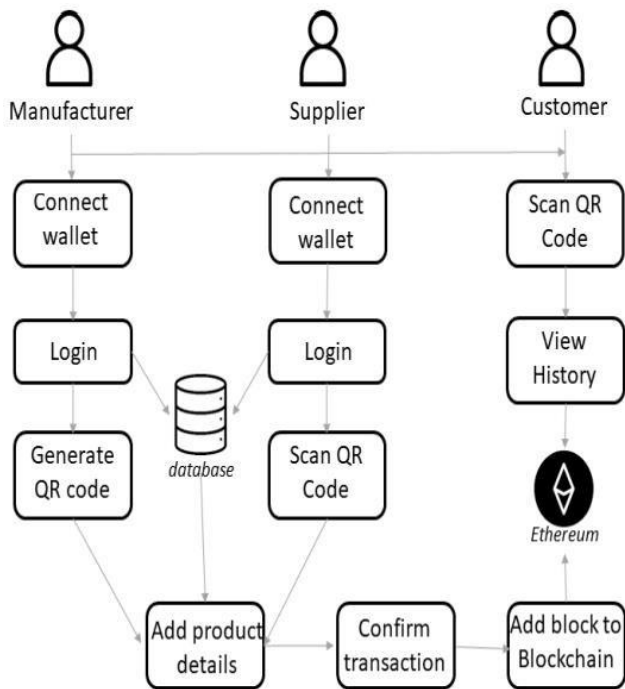 Manufacturer
Supplier
Customer
Connect
wallet
Connect
wallet
Scan QR
Code
Login
Login
View
History
database
Generate
QR code
Scan QR
Code
Ethereum
Add product
details
Confirm
transaction
Add block to
Blockchain